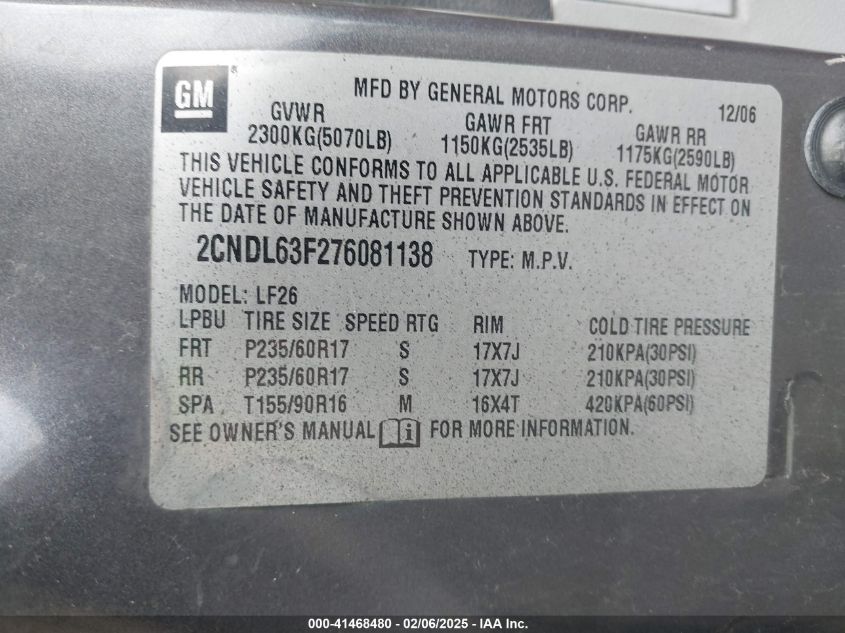 GM
MFD BY GENERAL MOTORS CORP. 12/06
GVWR GAWR FRT GAWR RR
2300KG(5070LB) 1150KG(2535LB) 1175KG(2590LB)
THIS VEHICLE CONFORMS TO ALL APPLICABLE U.S. FEDERAL MOTOR
VEHICLE SAFETY AND THEFT PREVENTION STANDARDS IN EFFECT ON
THE DATE OF MANUFACTURE SHOWN ABOVE.
2CNDL63F276081138 TYPE: M.P.V.
MODEL: LF26
LPBU TIRE SIZE SPEED RTG RIM COLD TIRE PRESSURE
FRT P235/60R17 S 17X7J 210KPA(30PSI)
RR P235/60R17 S 17X7J 210KPA(30PSI)
SPA T155/90R16 M 16X4T 420KPA(60PSI)
SEE OWNER'S MANUAL i FOR MORE INFORMATION.
000-41468480 - 02/06/2025 - IAA Inc.